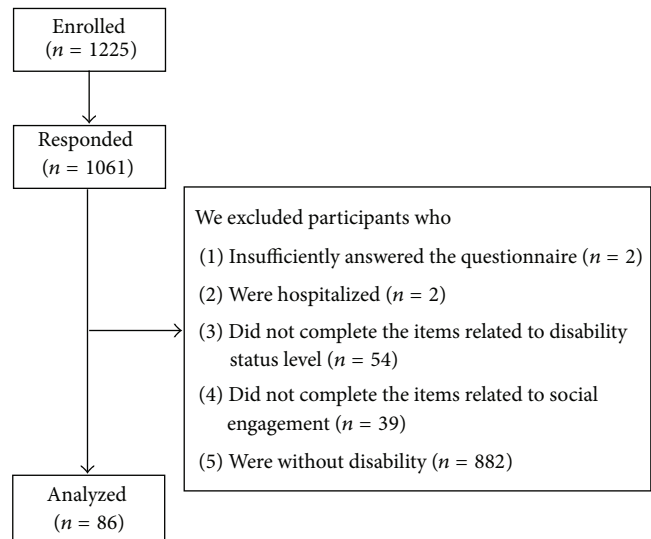 Enrolled
(n = 1225)
Responded
(n = 1061)
We excluded participants who
(1) Insufficiently answered the questionnaire (n = 2)
(2) Were hospitalized (n = 2)
(3) Did not complete the items related to disability
status level (n = 54)
(4) Did not complete the items related to social
engagement (n = 39)
(5) Were without disability (n = 882)
Analyzed
(n = 86)